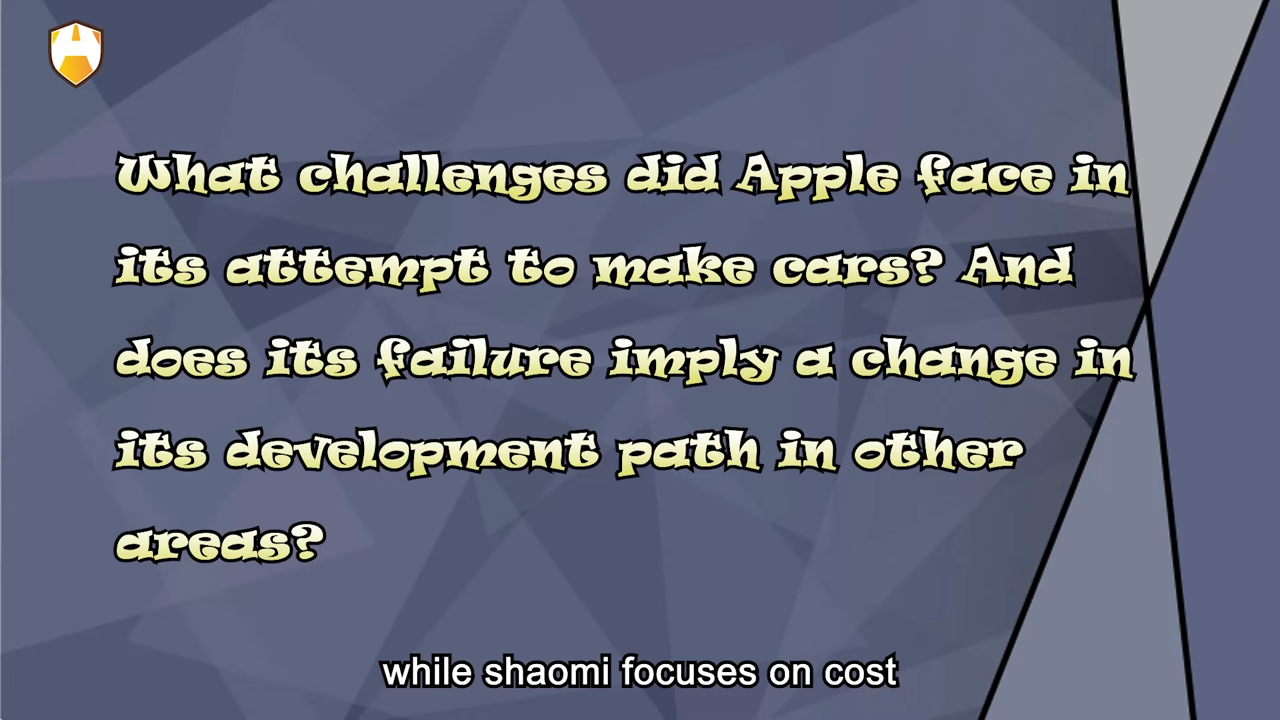 What challenges did Apple face in
its attempt to make cars? And
does its failure imply a change in
its development path in other
areas?
while shaomi focuses on cost